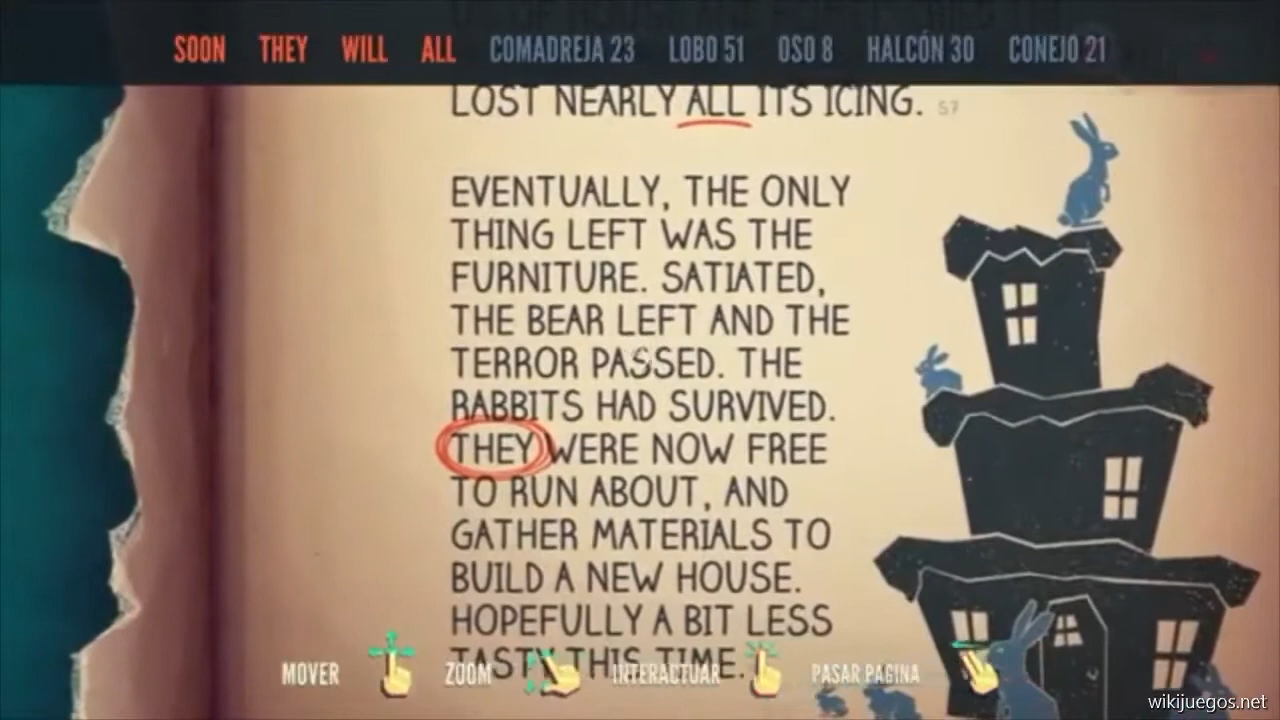 SOON THEY WILL ALL COMADREJA 23 LOBO 51 OSO 8 HALCÓN 30 CONEJO 21
LOST NEARLY ALL ITS ICING. 57
EVENTUALLY, THE ONLY
THING LEFT WAS THE
FURNITURE. SATIATED,
THE BEAR LEFT AND THE
TERROR PASSED. THE
RABBITS HAD SURVIVED.
THEY WERE NOW FREE
TO RUN ABOUT, AND
GATHER MATERIALS TO
BUILD A NEW HOUSE.
HOPEFULLY A BIT LESS
TASTY THIS TIME.
MOVER ZOOM INTERACTUAR PASAR PAGINA
wikijuegos.net